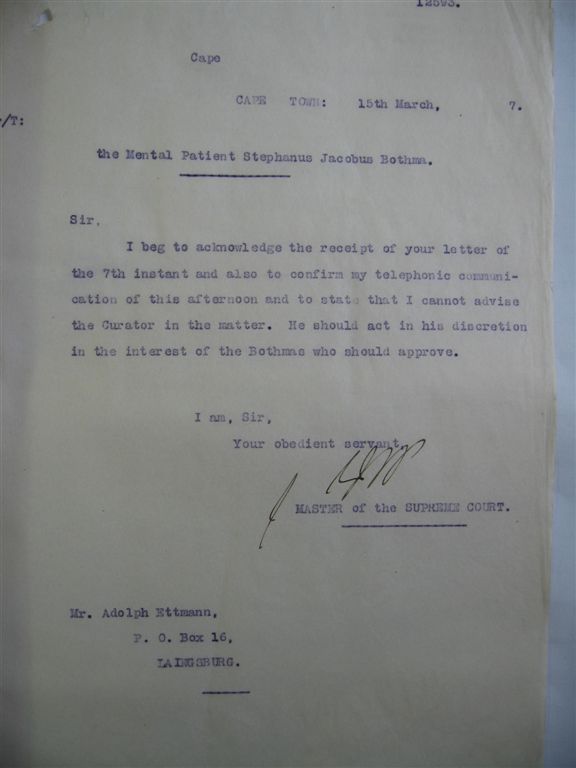 12593.
Cape
CAPE TOWN: 15th March, 7.
/T:
the Mental Patient Stephanus Jacobus Bothma.
Sir,
I beg to acknowledge the receipt of your letter of
the 7th instant and also to confirm my telephonic communi-
cation of this afternoon and to state that I cannot advise
the Curator in the matter. He should act in his discretion
in the interest of the Bothmas who should approve.
I am, Sir,
Your obedient servant,
MASTER of the SUPREME COURT.
Mr. Adolph Ettmann,
P. O. Box 16,
LAINGSBURG.